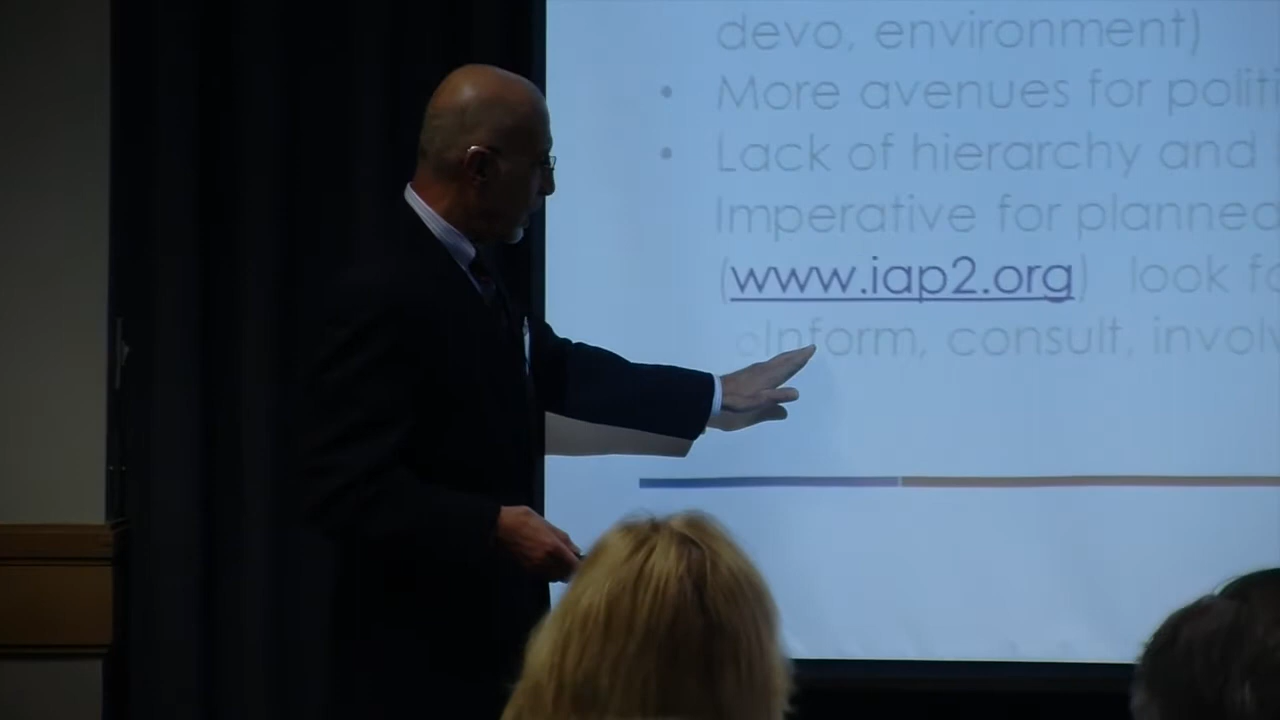 devo, environment)
• More avenues for politi
• Lack of hierarchy and
Imperative for planned
(www.iap2.org) look fo
Inform, consult, involv